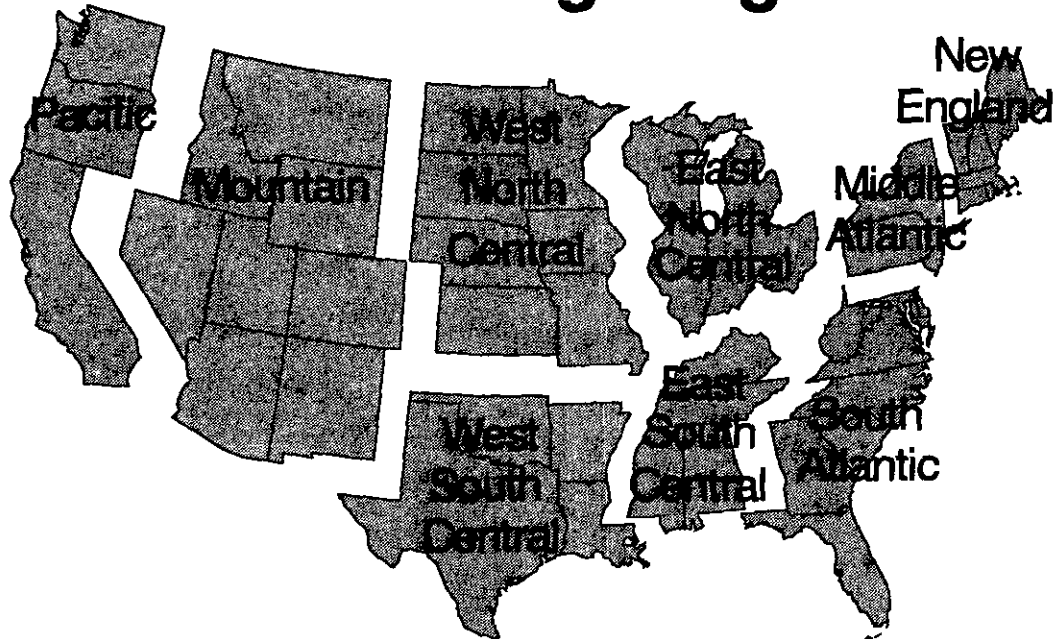 New
England
Pacific
West
North
Central
East
North
Central
Mountain
Middle
Atlantic
East
South
Central
South
Atlantic
West
South
Central